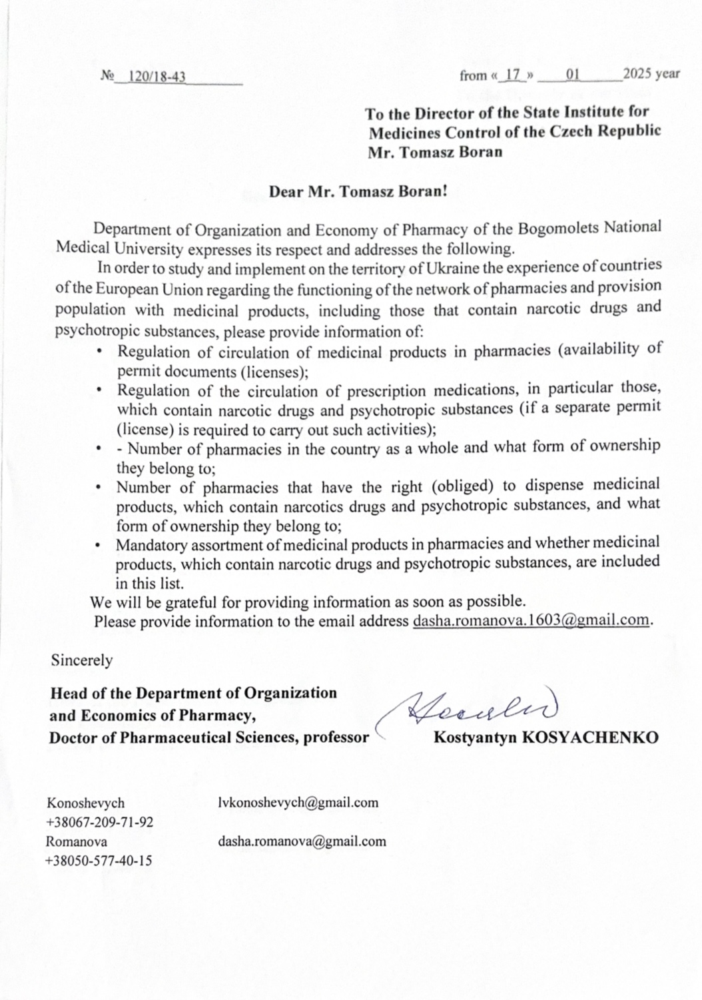 № 120/18-43 from « 17 » 01 2025 year
To the Director of the State Institute for
Medicines Control of the Czech Republic
Mr. Tomasz Boran
Dear Mr. Tomasz Boran!
Department of Organization and Economy of Pharmacy of the Bogomolets National
Medical University expresses its respect and addresses the following.
In order to study and implement on the territory of Ukraine the experience of countries
of the European Union regarding the functioning of the network of pharmacies and provision
population with medicinal products, including those that contain narcotic drugs and
psychotropic substances, please provide information of:
• Regulation of circulation of medicinal products in pharmacies (availability of
permit documents (licenses);
• Regulation of the circulation of prescription medications, in particular those,
which contain narcotic drugs and psychotropic substances (if a separate permit
(license) is required to carry out such activities);
• - Number of pharmacies in the country as a whole and what form of ownership
they belong to;
• Number of pharmacies that have the right (obliged) to dispense medicinal
products, which contain narcotics drugs and psychotropic substances, and what
form of ownership they belong to;
• Mandatory assortment of medicinal products in pharmacies and whether medicinal
products, which contain narcotic drugs and psychotropic substances, are included
in this list.
We will be grateful for providing information as soon as possible.
Please provide information to the email address dasha.romanova.1603@gmail.com.
Sincerely
Head of the Department of Organization
and Economics of Pharmacy,
Doctor of Pharmaceutical Sciences, professor Kostyantyn KOSYACHENKO
Konoshevych lvkonoshevych@gmail.com
+38067-209-71-92
Romanova dasha.romanova@gmail.com
+38050-577-40-15